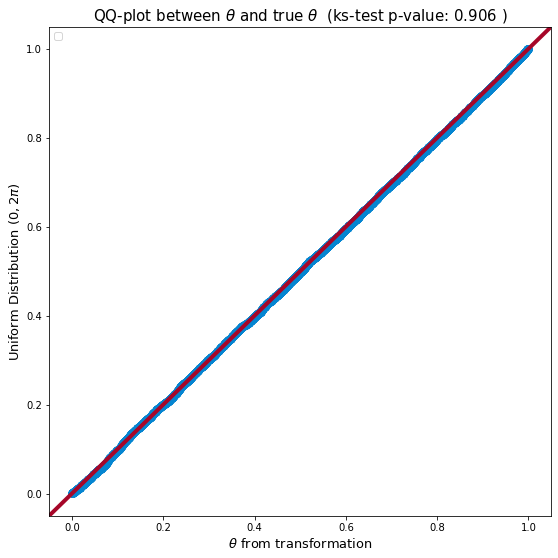 QQ-plot between θ and true θ (ks-test p-value: 0.906 )
1.0
0.8
0.6
0.4
0.2
0.0
Uniform Distribution (0, 2π)
0.0 0.2 0.4 0.6 0.8 1.0
θ from transformation